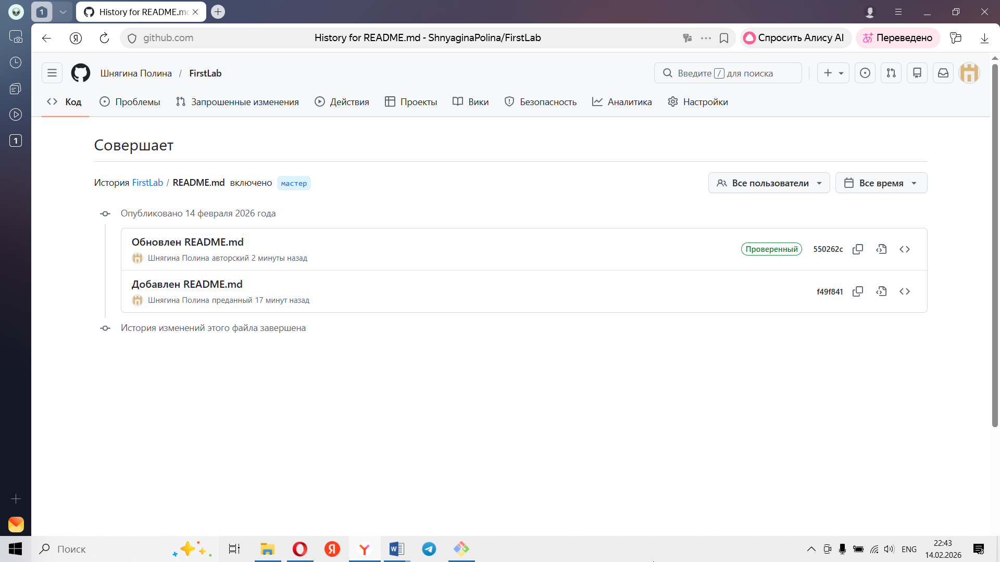 1
History for README.mc
github.com
History for README.md - ShnyaginaPolina/FirstLab
Спросить Алису AI
Переведено
1
Шнягина Полина / FirstLab
Введите / для поиска
Код
Проблемы
Запрошенные изменения
Действия
Проекты
Вики
Безопасность
Аналитика
Настройки
Совершает
История FirstLab / README.md включено мастер
Все пользователи
Все время
Опубликовано 14 февраля 2026 года
Обновлен README.md
Шнягина Полина авторский 2 минуты назад
Проверенный
550262c
Добавлен README.md
Шнягина Полина преданный 17 минут назад
f49f841
История изменений этого файла завершена
Поиск
ENG
22:43
14.02.2026